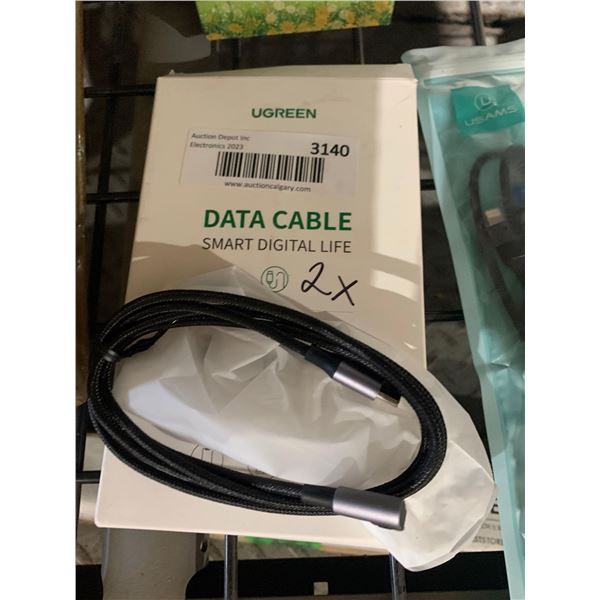 UGREEN
Auction Depot Inc
Electronics 2023
3140
www.auctioncalgary.com
DATA CABLE
SMART DIGITAL LIFE
2x
USAMS